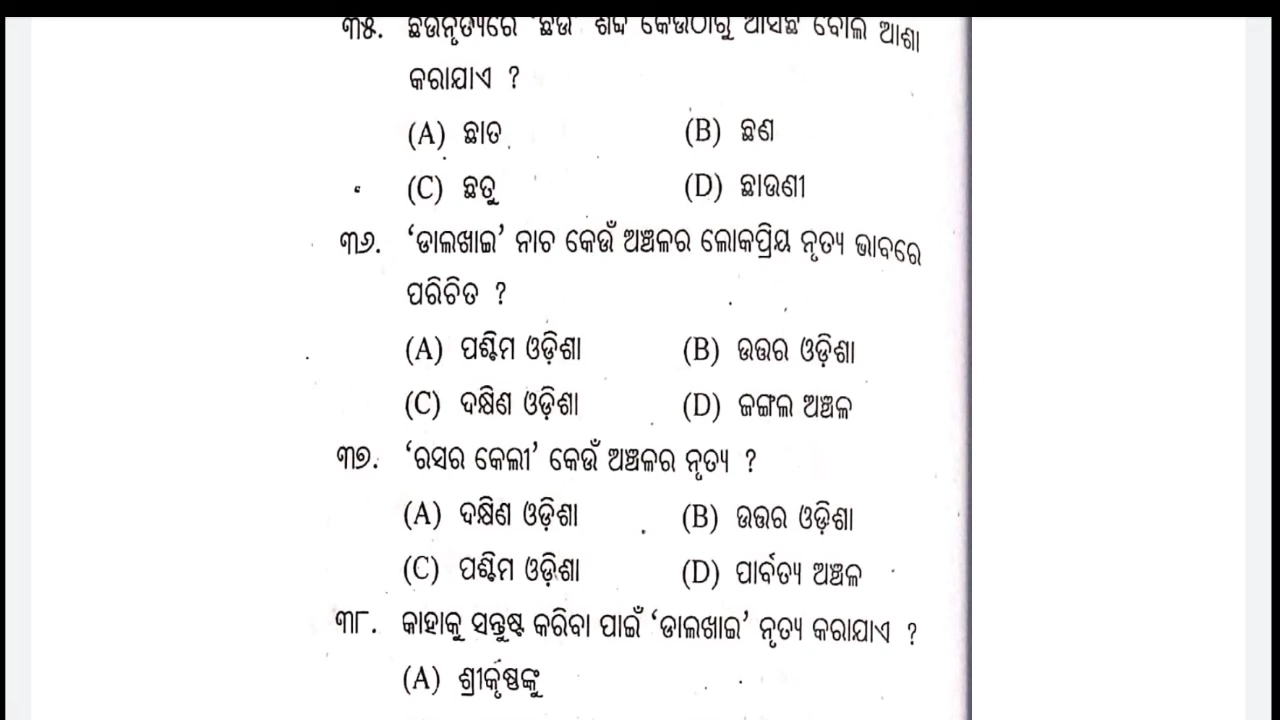 ୩୫. ଛଉନୃତ୍ୟରେ 'ଛଉ' ଶବ୍ଦ କେଉଁଠାରୁ ଆସିଛି ବୋଲି ଆଶା
କରାଯାଏ ?
(A) ଛାତ (B) ଛଣ
(C) ଛତୁ (D) ଛାଉଣୀ
୩୬. 'ଡାଲଖାଇ' ନାଚ କେଉଁ ଅଞ୍ଚଳର ଲୋକପ୍ରିୟ ନୃତ୍ୟ ଭାବରେ
ପରିଚିତ ?
(A) ପଶ୍ଚିମ ଓଡ଼ିଶା (B) ଉତ୍ତର ଓଡ଼ିଶା
(C) ଦକ୍ଷିଣ ଓଡ଼ିଶା (D) ଜଙ୍ଗଲ ଅଞ୍ଚଳ
୩୭. 'ରସର କେଲୀ' କେଉଁ ଅଞ୍ଚଳର ନୃତ୍ୟ ?
(A) ଦକ୍ଷିଣ ଓଡ଼ିଶା (B) ଉତ୍ତର ଓଡ଼ିଶା
(C) ପଶ୍ଚିମ ଓଡ଼ିଶା (D) ପାର୍ବତ୍ୟ ଅଞ୍ଚଳ
୩୮. କାହାକୁ ସନ୍ତୁଷ୍ଟ କରିବା ପାଇଁ 'ଡାଲଖାଇ' ନୃତ୍ୟ କରାଯାଏ ?
(A) ଶ୍ରୀକୃଷ୍ଣଙ୍କୁ